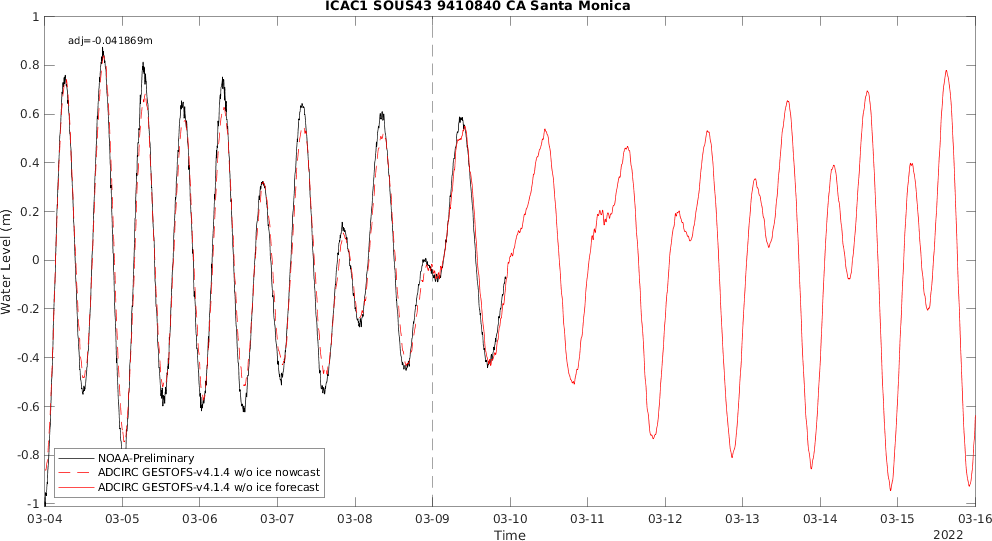 ICAC1 SOUS43 9410840 CA Santa Monica
adj=-0.041869m
1
0.8
0.6
0.4
0.2
0
-0.2
-0.4
-0.6
-0.8
-1
Water Level (m)
NOAA-Preliminary
ADCIRC GESTOFS-v4.1.4 w/o ice nowcast
ADCIRC GESTOFS-v4.1.4 w/o ice forecast
03-04 03-05 03-06 03-07 03-08 03-09 03-10 03-11 03-12 03-13 03-14 03-15 03-16
Time
2022